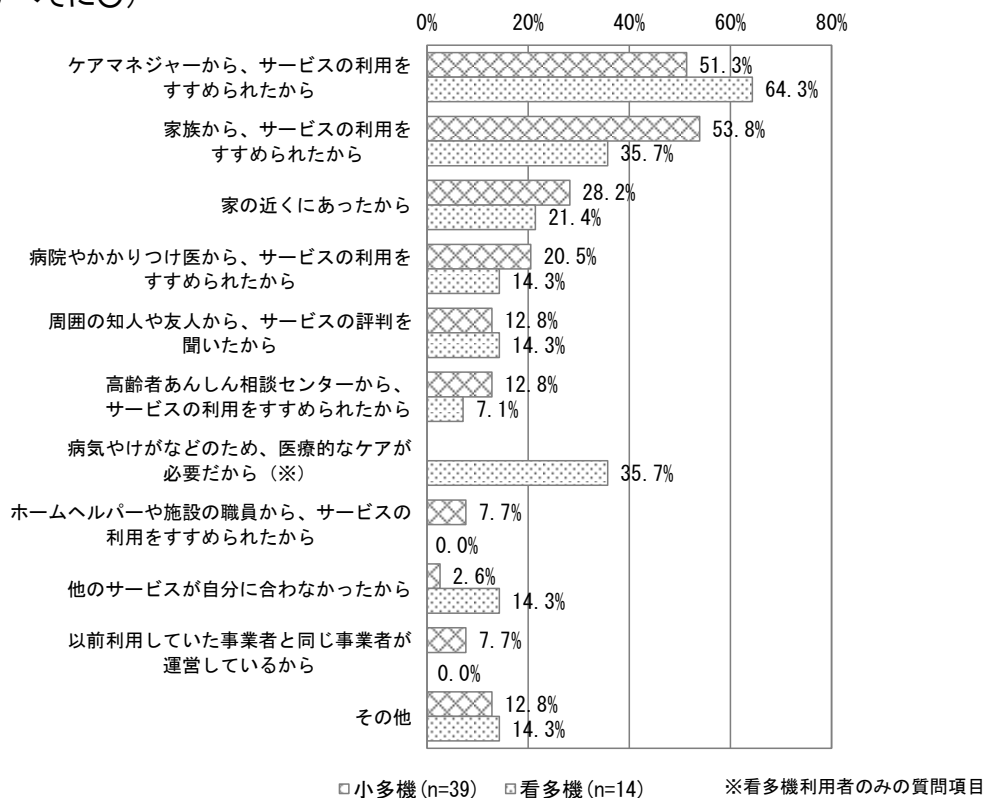 べてに○）
0% 20% 40% 60% 80%
ケアマネジャーから、サービスの利用を
すすめられたから
51.3%
64.3%
家族から、サービスの利用を
すすめられたから
53.8%
35.7%
家の近くにあったから
28.2%
21.4%
病院やかかりつけ医から、サービスの利用を
すすめられたから
20.5%
14.3%
周囲の知人や友人から、サービスの評判を
聞いたから
12.8%
14.3%
高齢者あんしん相談センターから、
サービスの利用をすすめられたから
12.8%
7.1%
病気やけがなどのため、医療的なケアが
必要だから（※）
35.7%
ホームヘルパーや施設の職員から、サービスの
利用をすすめられたから
7.7%
0.0%
他のサービスが自分に合わなかったから
2.6%
14.3%
以前利用していた事業者と同じ事業者が
運営しているから
7.7%
0.0%
その他
12.8%
14.3%
小多機(n=39) 看多機(n=14) ※看多機利用者のみの質問項目